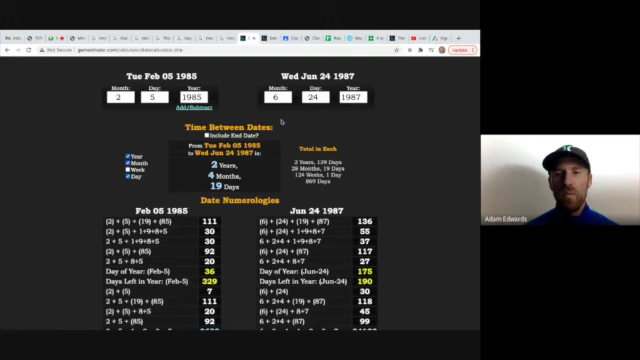 Not Secure
gematrinator.com/calculator/datecalculator.php
Update
Tue Feb 05 1985
Wed Jun 24 1987
Month: Day: Year:
2 5 1985
Add/Subtract
Month: Day: Year:
6 24 1987
Time Between Dates:
Include End Date?
Year
Month
Week
Day
From Tue Feb 05 1985
to Wed Jun 24 1987 is:
2 Years,
4 Months,
19 Days
Total in Each
2 Years, 139 Days
28 Months, 19 Days
124 Weeks, 1 Day
869 Days
Date Numerologies
Feb 05 1985
(2) + (5) + (19) + (85) 111
(2) + (5) + 1+9+8+5 30
2 + 5 + 1+9+8+5 30
(2) + (5) + (85) 92
2 + 5 + 8+5 20
Day of Year: (Feb-5) 36
Days Left in Year: (Feb-5) 329
(2) + (5) 7
2 + 5 + (19) + (85) 111
(2) + (5) + 8+5 20
2 + 5 + (85) 92
Jun 24 1987
(6) + (24) + (19) + (87) 136
(6) + (24) + 1+9+8+7 55
6 + 2+4 + 1+9+8+7 37
(6) + (24) + (87) 117
6 + 2+4 + 8+7 27
Day of Year: (Jun-24) 175
Days Left in Year: (Jun-24) 190
(6) + (24) 30
6 + 2+4 + (19) + (87) 118
(6) + (24) + 8+7 45
6 + 2+4 + (87) 99
Adam Edwards